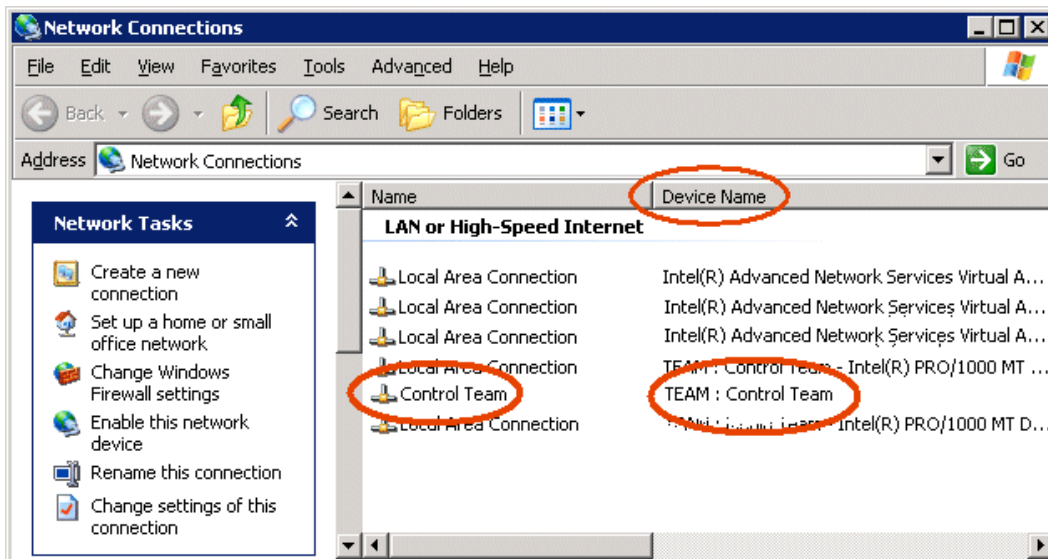 Network Connections
File Edit View Favorites Tools Advanced Help
Back Search Folders
Address Network Connections Go
Name Device Name
Network Tasks
LAN or High-Speed Internet
Create a new
connection
Set up a home or small
office network
Change Windows
Firewall settings
Enable this network
device
Rename this connection
Change settings of this
connection
Local Area Connection Intel(R) Advanced Network Services Virtual A...
Local Area Connection Intel(R) Advanced Network Services Virtual A...
Local Area Connection Intel(R) Advanced Network Services Virtual A...
Local Area Connection TEAM : Control Team - Intel(R) PRO/1000 MT ...
Control Team TEAM : Control Team
Local Area Connection Team - Intel(R) PRO/1000 MT D...